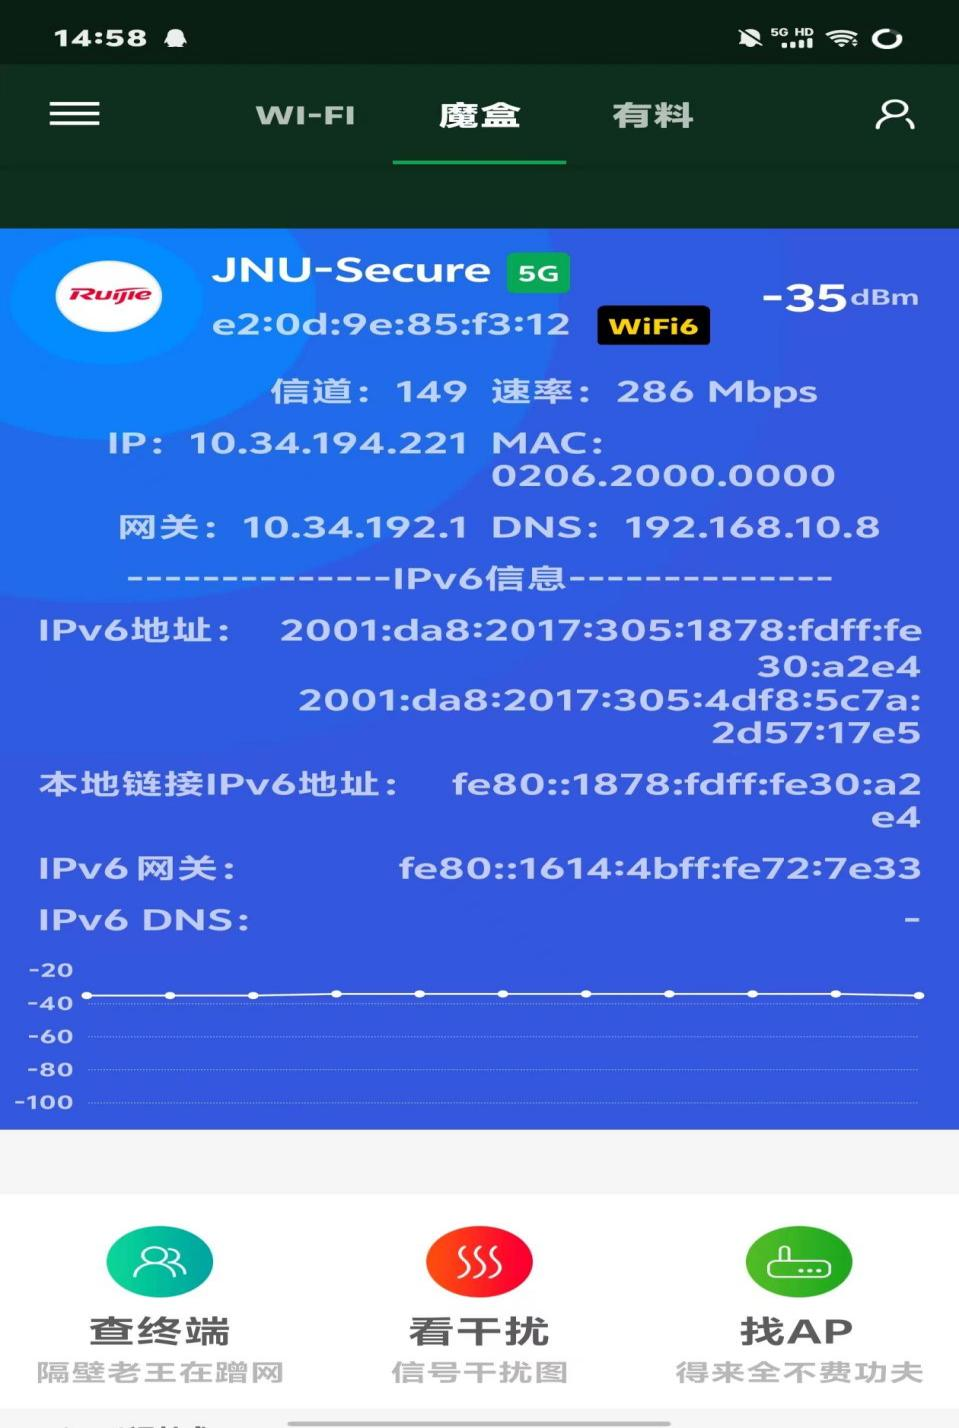 14:58
5G HD
WI-FI 魔盒 有料
Ruijie
JNU-Secure 5G
-35dBm
e2:0d:9e:85:f3:12 WiFi6
信道: 149 速率: 286 Mbps
IP: 10.34.194.221 MAC:
0206.2000.0000
网关: 10.34.192.1 DNS: 192.168.10.8
--------------IPv6信息--------------
IPv6地址: 2001:da8:2017:305:1878:fdff:fe
30:a2e4
2001:da8:2017:305:4df8:5c7a:
2d57:17e5
本地链接IPv6地址: fe80::1878:fdff:fe30:a2
e4
IPv6 网关: fe80::1614:4bff:fe72:7e33
IPv6 DNS: -
-20
-40
-60
-80
-100
查终端 看干扰 找AP
隔壁老王在蹭网 信号干扰图 得来全不费功夫